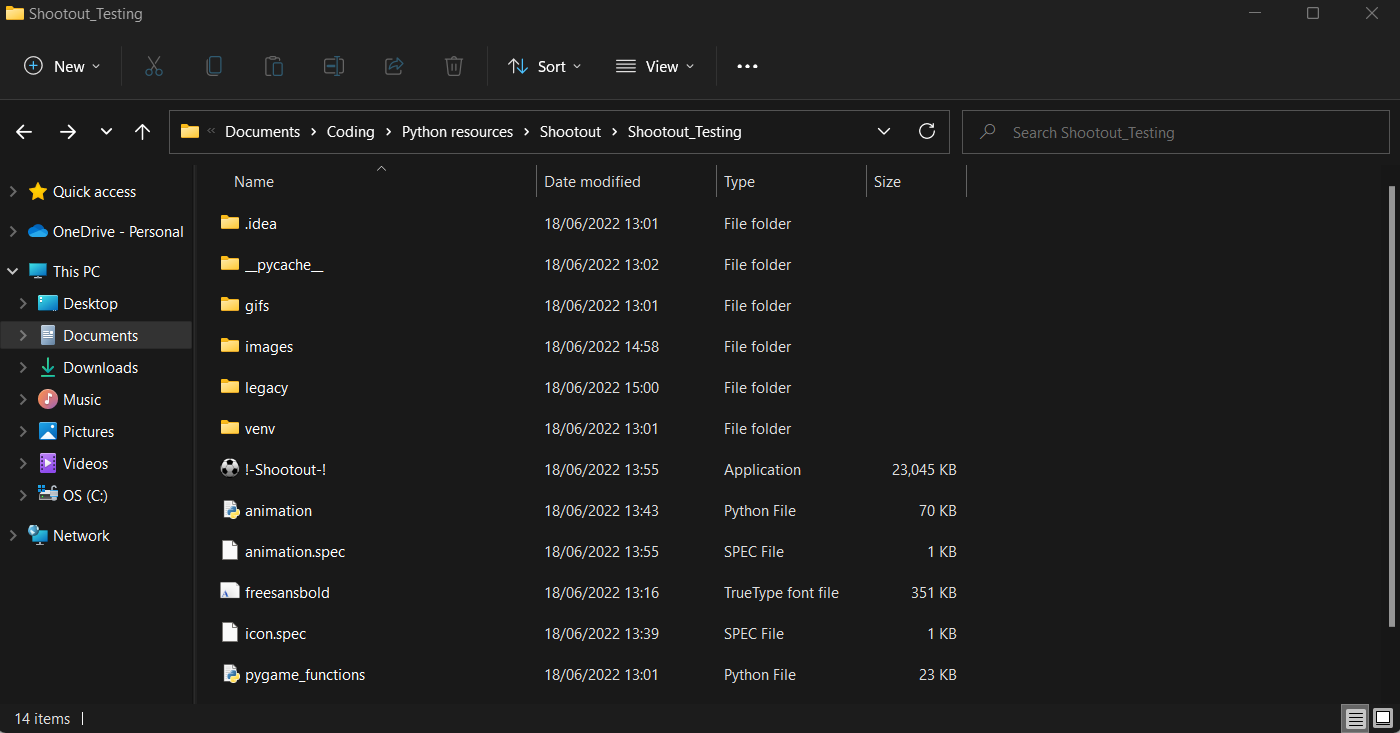 Shootout_Testing
New Sort View
« Documents > Coding > Python resources > Shootout > Shootout_Testing
Search Shootout_Testing
Quick access
OneDrive - Personal
This PC
Desktop
Documents
Downloads
Music
Pictures
Videos
OS (C:)
Network
Name Date modified Type Size
.idea 18/06/2022 13:01 File folder
__pycache__ 18/06/2022 13:02 File folder
gifs 18/06/2022 13:01 File folder
images 18/06/2022 14:58 File folder
legacy 18/06/2022 15:00 File folder
venv 18/06/2022 13:01 File folder
!-Shootout-! 18/06/2022 13:55 Application 23,045 KB
animation 18/06/2022 13:43 Python File 70 KB
animation.spec 18/06/2022 13:55 SPEC File 1 KB
freesansbold 18/06/2022 13:16 TrueType font file 351 KB
icon.spec 18/06/2022 13:39 SPEC File 1 KB
pygame_functions 18/06/2022 13:01 Python File 23 KB
14 items